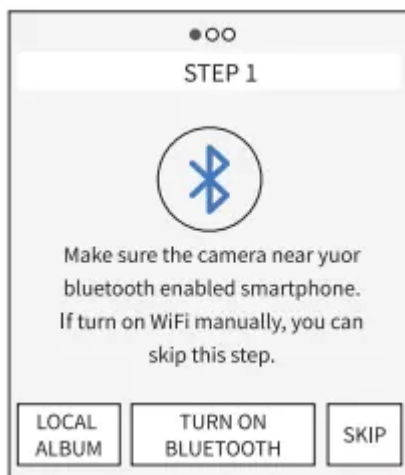 STEP 1
Make sure the camera near yuor
bluetooth enabled smartphone.
If turn on WiFi manually, you can
skip this step.
LOCAL
ALBUM
TURN ON
BLUETOOTH
SKIP